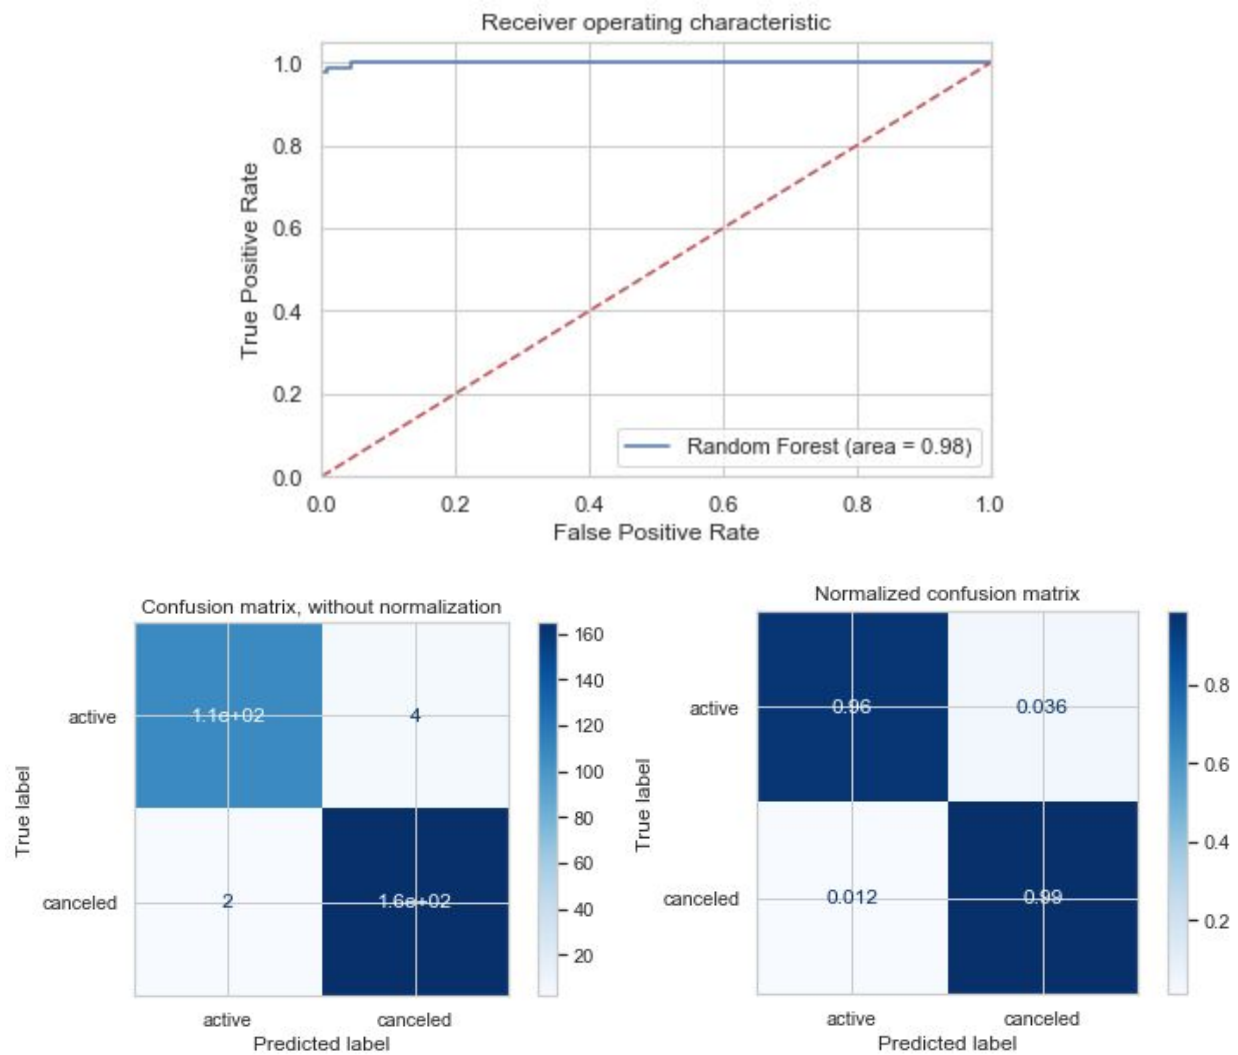 Receiver operating characteristic
1.0
0.8
0.6
0.4
0.2
0.0
True Positive Rate
Random Forest (area = 0.98)
0.0 0.2 0.4 0.6 0.8 1.0
False Positive Rate
Confusion matrix, without normalization
True label
active
canceled
1.1e+02 4
2 1.6e+02
active canceled
Predicted label
160
140
120
100
80
60
40
20
Normalized confusion matrix
True label
active
canceled
0.96 0.036
0.012 0.99
active canceled
Predicted label
0.8
0.6
0.4
0.2